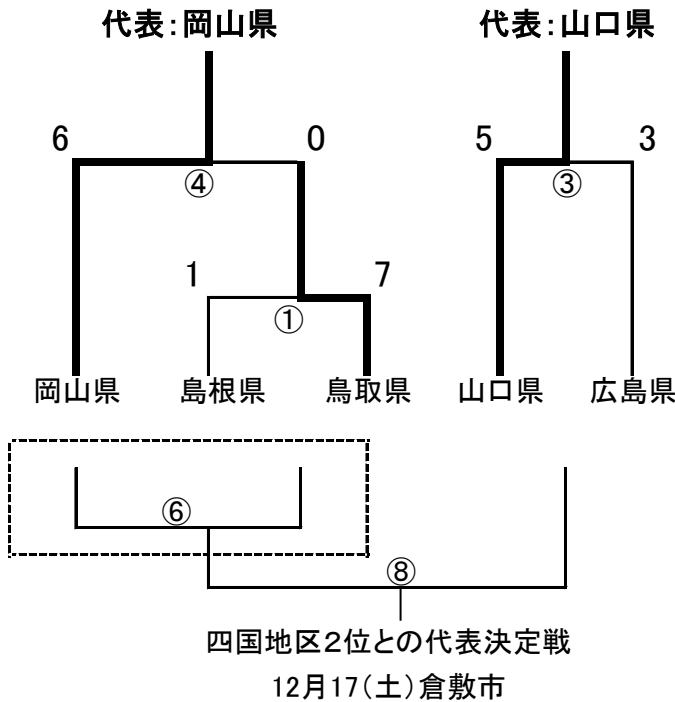 代表:岡山県 代表:山口県
6 0 5 3
④ ③
1 7
①
岡山県 島根県 鳥取県 山口県 広島県
⑥
⑧
四国地区2位との代表決定戦
12月17(土)倉敷市